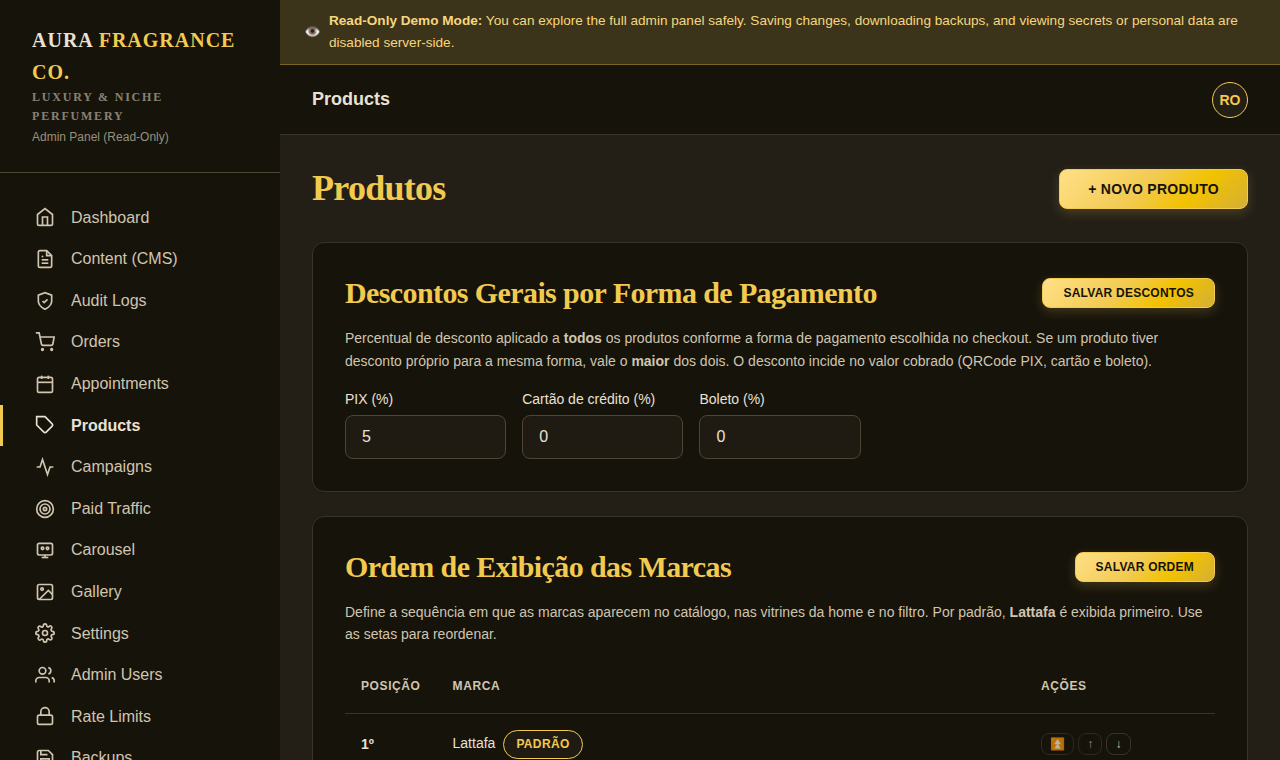 AURA FRAGRANCE
CO.
LUXURY & NICHE
PERFUMERY
Admin Panel (Read-Only)
Dashboard
Content (CMS)
Audit Logs
Orders
Appointments
Products
Campaigns
Paid Traffic
Carousel
Gallery
Settings
Admin Users
Rate Limits
Backups
Read-Only Demo Mode: You can explore the full admin panel safely. Saving changes, downloading backups, and viewing secrets or personal data are
disabled server-side.
Products
RO
Produtos
+ NOVO PRODUTO
Descontos Gerais por Forma de Pagamento
SALVAR DESCONTOS
Percentual de desconto aplicado a todos os produtos conforme a forma de pagamento escolhida no checkout. Se um produto tiver
desconto próprio para a mesma forma, vale o maior dos dois. O desconto incide no valor cobrado (QRCode PIX, cartão e boleto).
PIX (%) Cartão de crédito (%) Boleto (%)
5 0 0
Ordem de Exibição das Marcas
SALVAR ORDEM
Define a sequência em que as marcas aparecem no catálogo, nas vitrines da home e no filtro. Por padrão, Lattafa é exibida primeiro. Use
as setas para reordenar.
POSIÇÃO MARCA AÇÕES
1º Lattafa PADRÃO ⏫ ↑ ↓